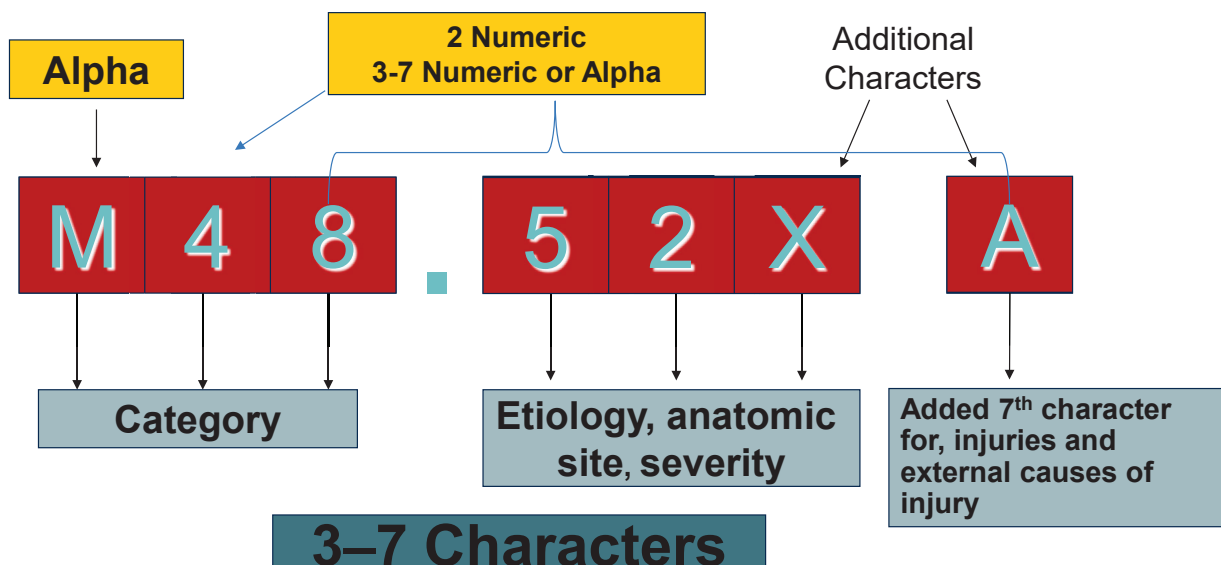 2 Numeric
3-7 Numeric or Alpha
Additional
Characters
Alpha
M 4 8 . 5 2 X A
Category
Etiology, anatomic
site, severity
Added 7th character
for, injuries and
external causes of
injury
3–7 Characters